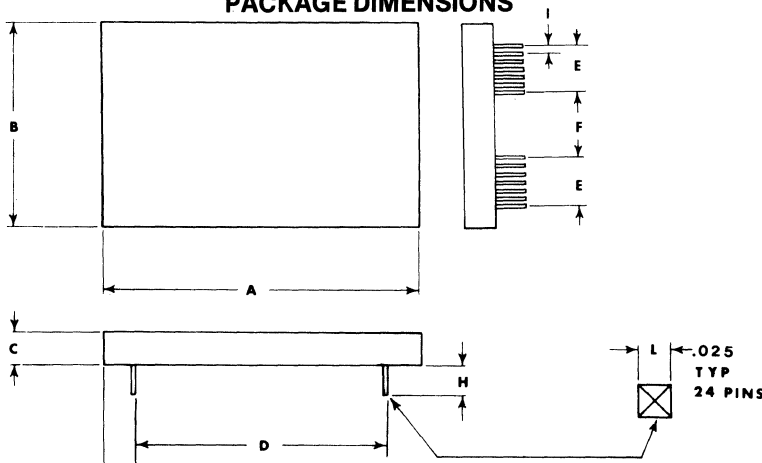 PACKAGE DIMENSIONS
I
E
B
F
E
A
C
L
.025
H
TYP
24 PINS
D